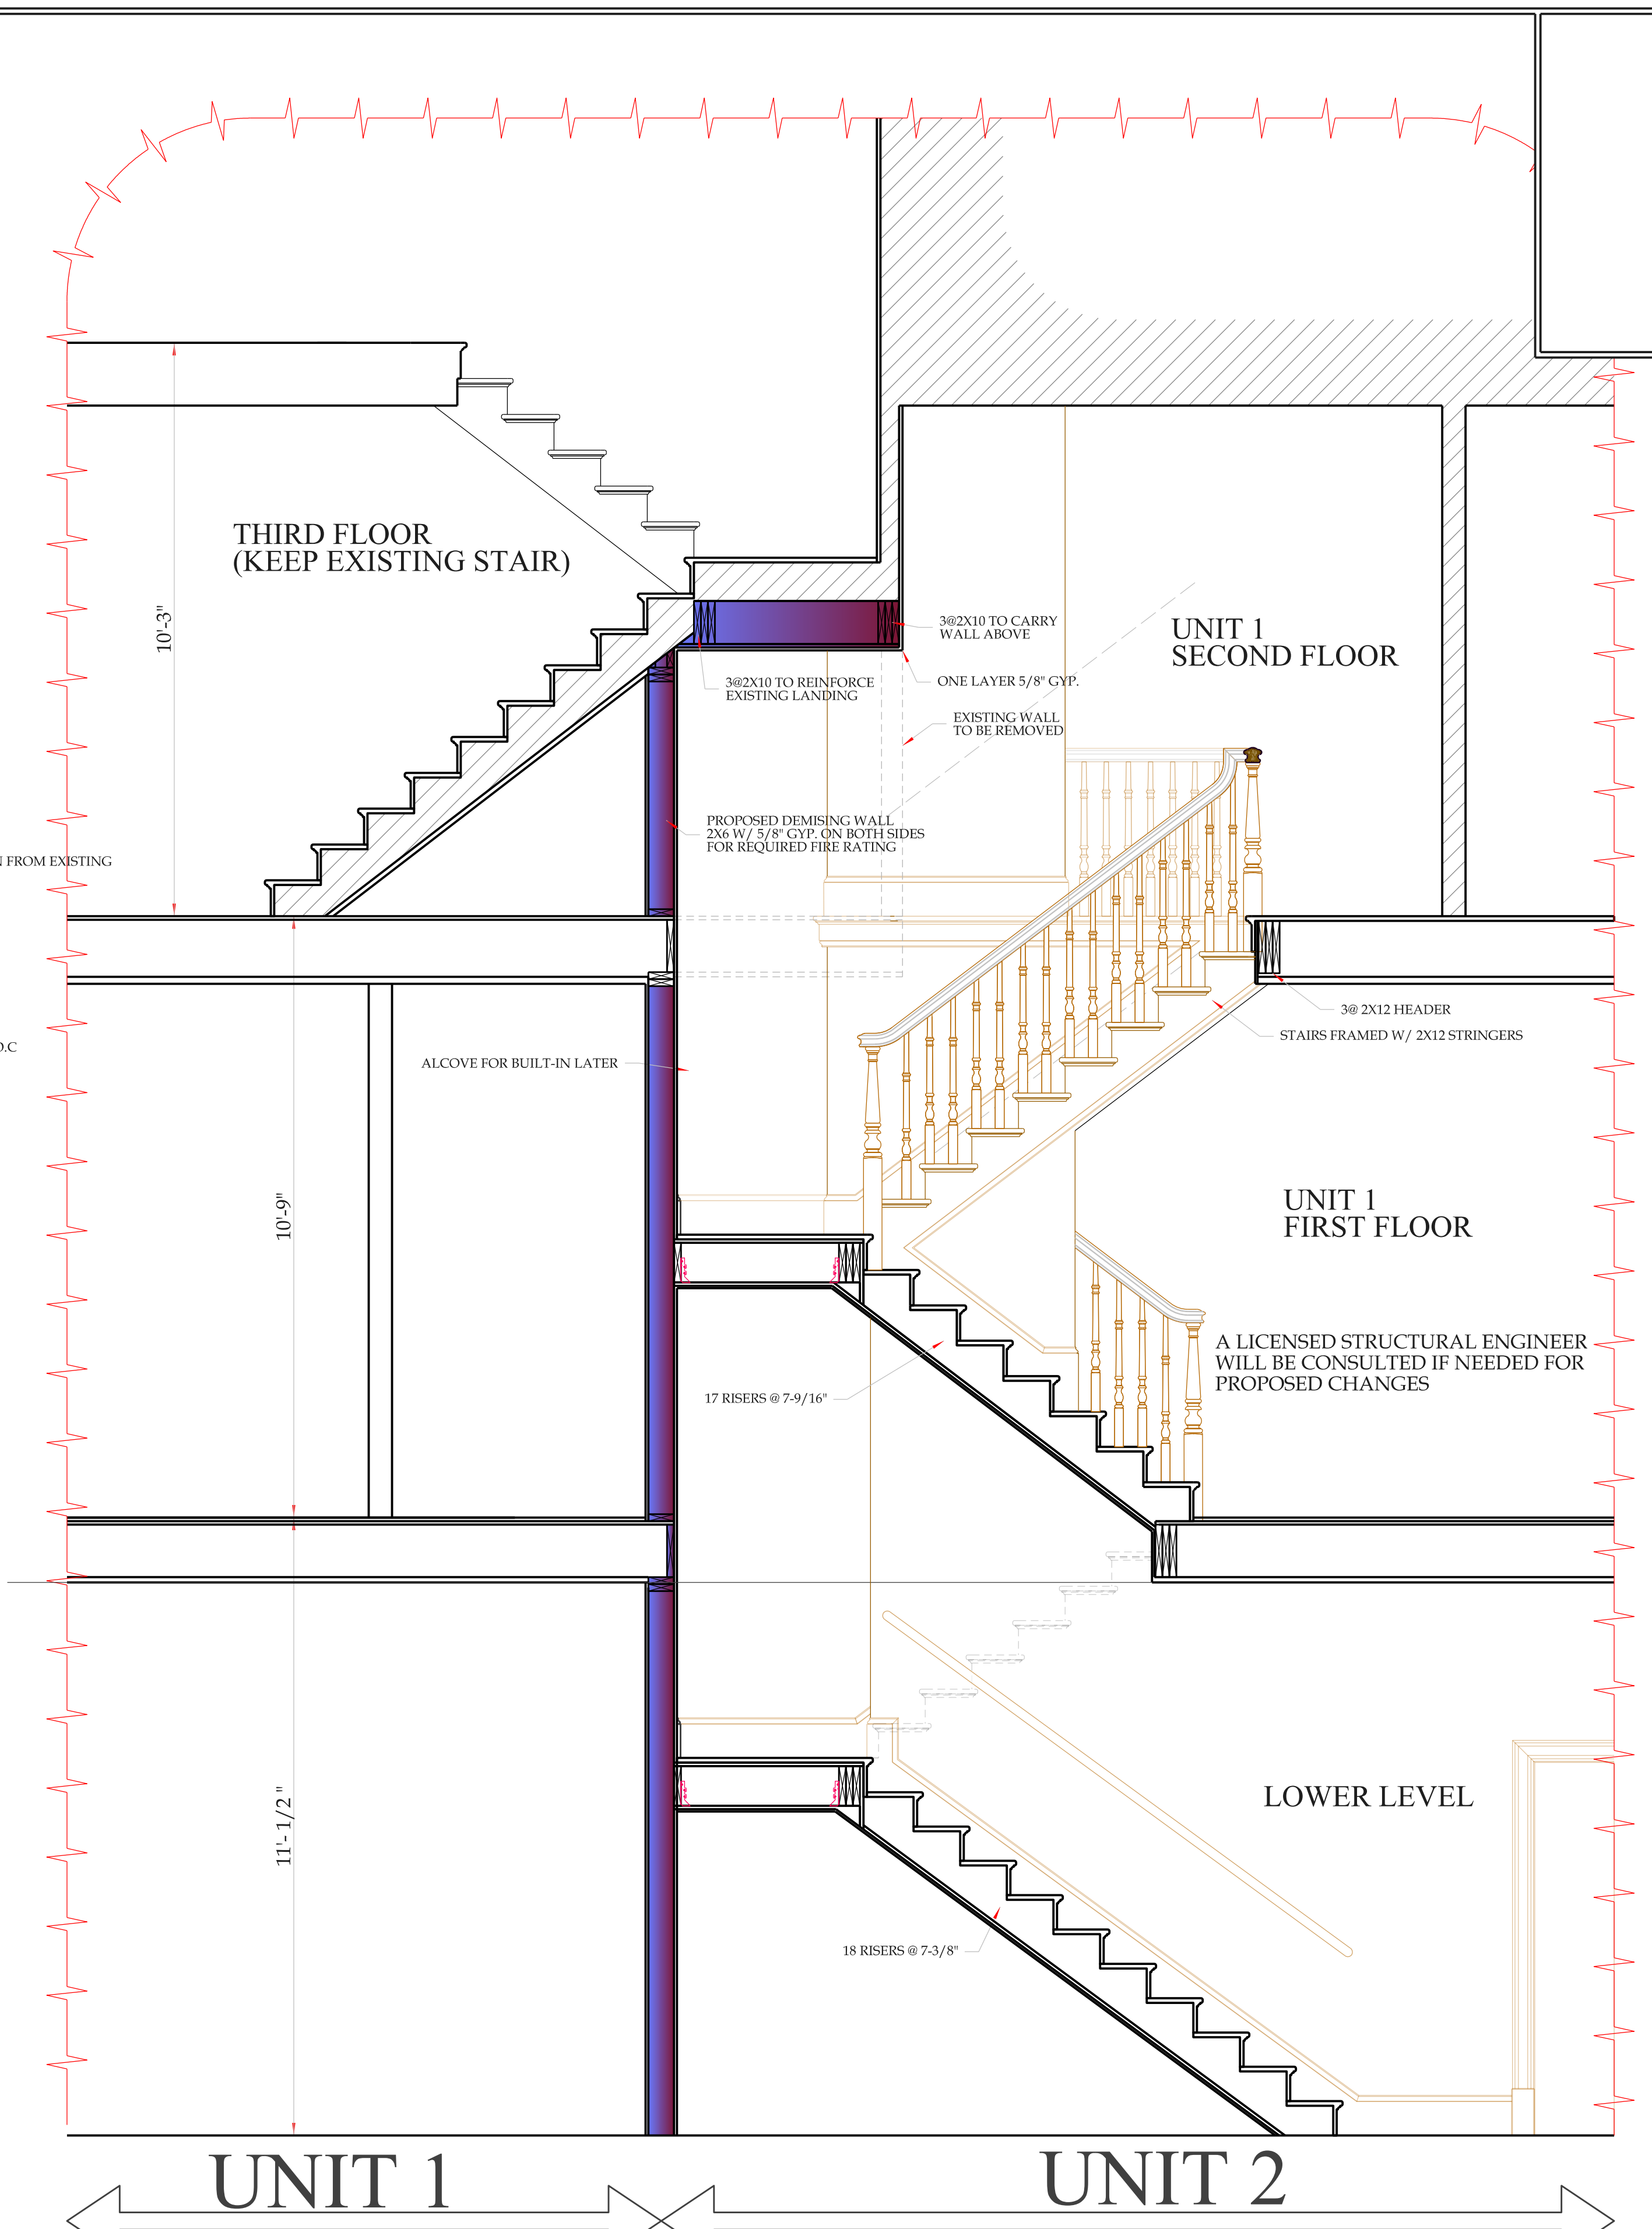 THIRD FLOOR
(KEEP EXISTING STAIR)
10'-3"
3@2X10 TO CARRY
WALL ABOVE
UNIT 1
SECOND FLOOR
3@2X10 TO REINFORCE
EXISTING LANDING
ONE LAYER 5/8" GYP.
EXISTING WALL
TO BE REMOVED
PROPOSED DEMISING WALL
2X6 W/ 5/8" GYP. ON BOTH SIDES
FOR REQUIRED FIRE RATING
FROM EXISTING
3@ 2X12 HEADER
STAIRS FRAMED W/ 2X12 STRINGERS
ALCOVE FOR BUILT-IN LATER
10'-9"
UNIT 1
FIRST FLOOR
A LICENSED STRUCTURAL ENGINEER
WILL BE CONSULTED IF NEEDED FOR
PROPOSED CHANGES
17 RISERS @ 7-9/16"
11'- 1/2 "
LOWER LEVEL
18 RISERS @ 7-3/8"
UNIT 1
UNIT 2